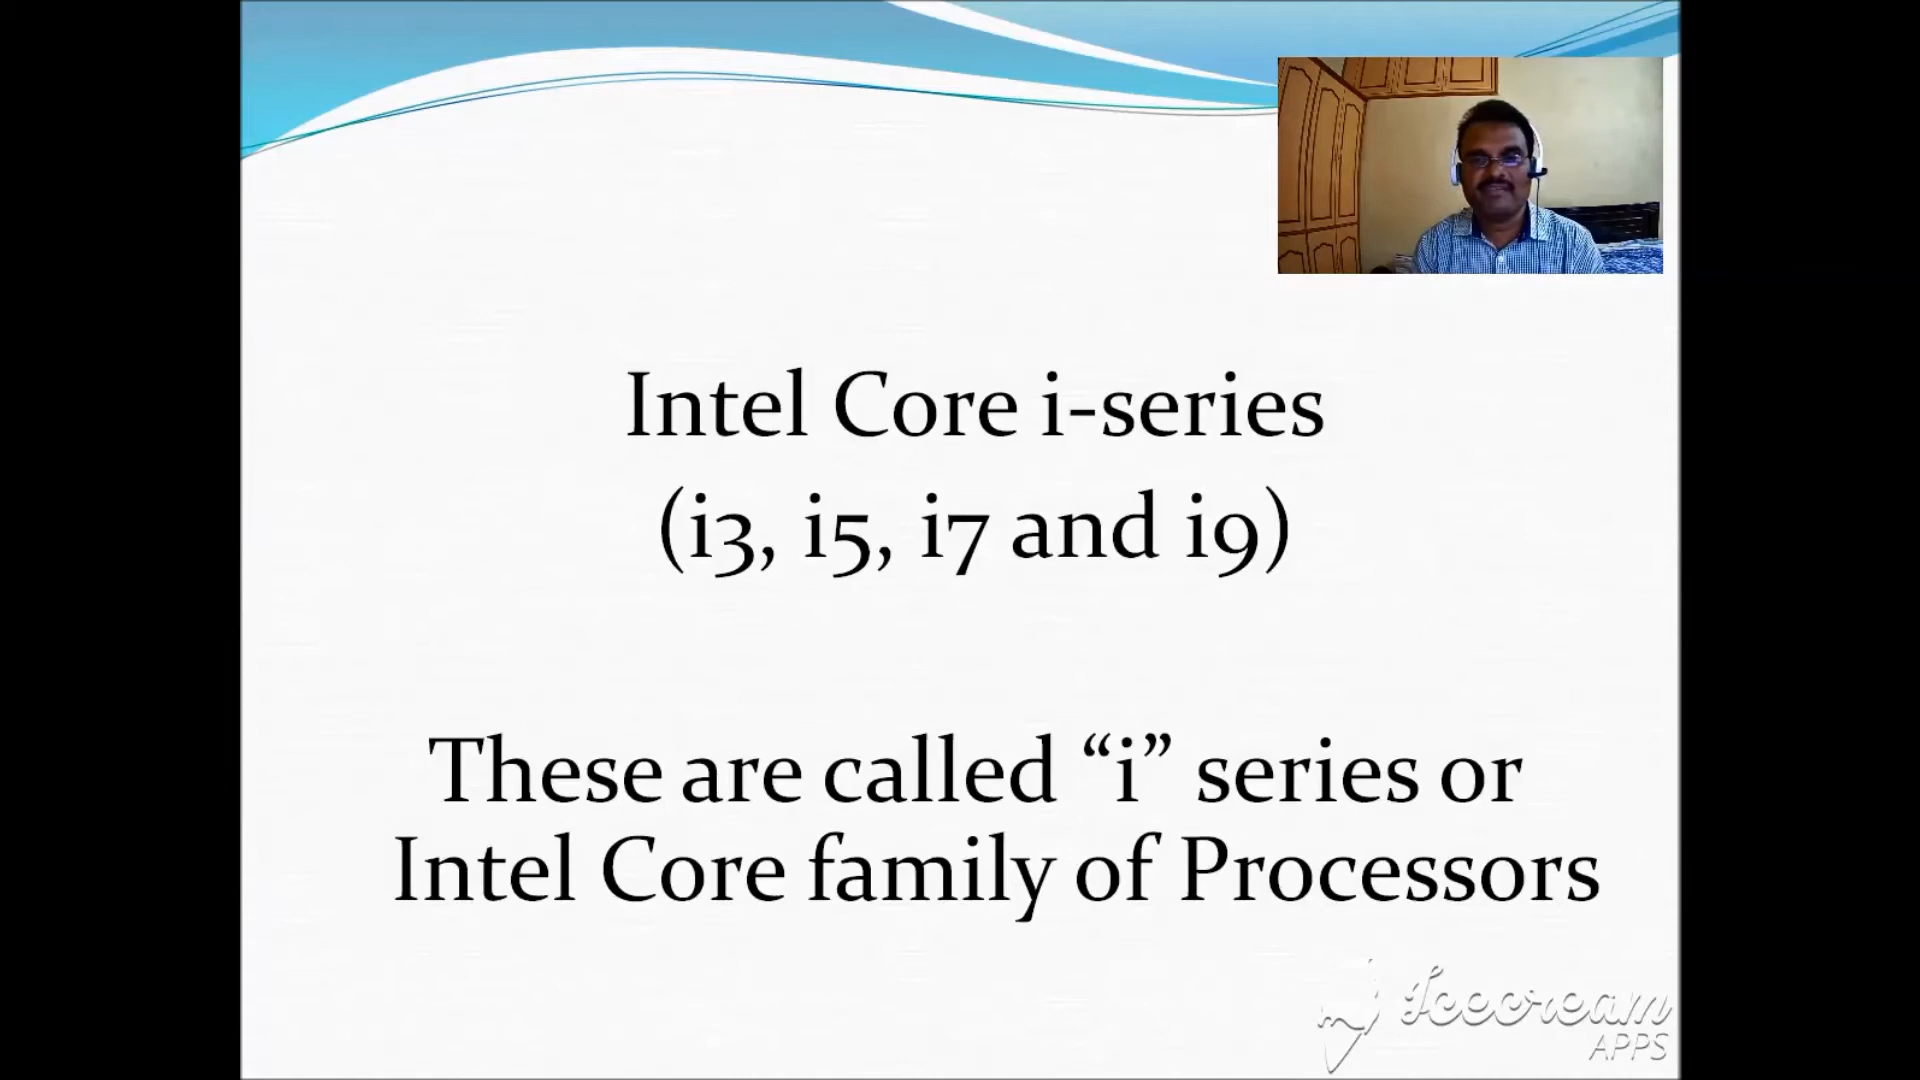 Intel Core i-series
(i3, i5, i7 and i9)
These are called “i” series or
Intel Core family of Processors
Icecream
APPS